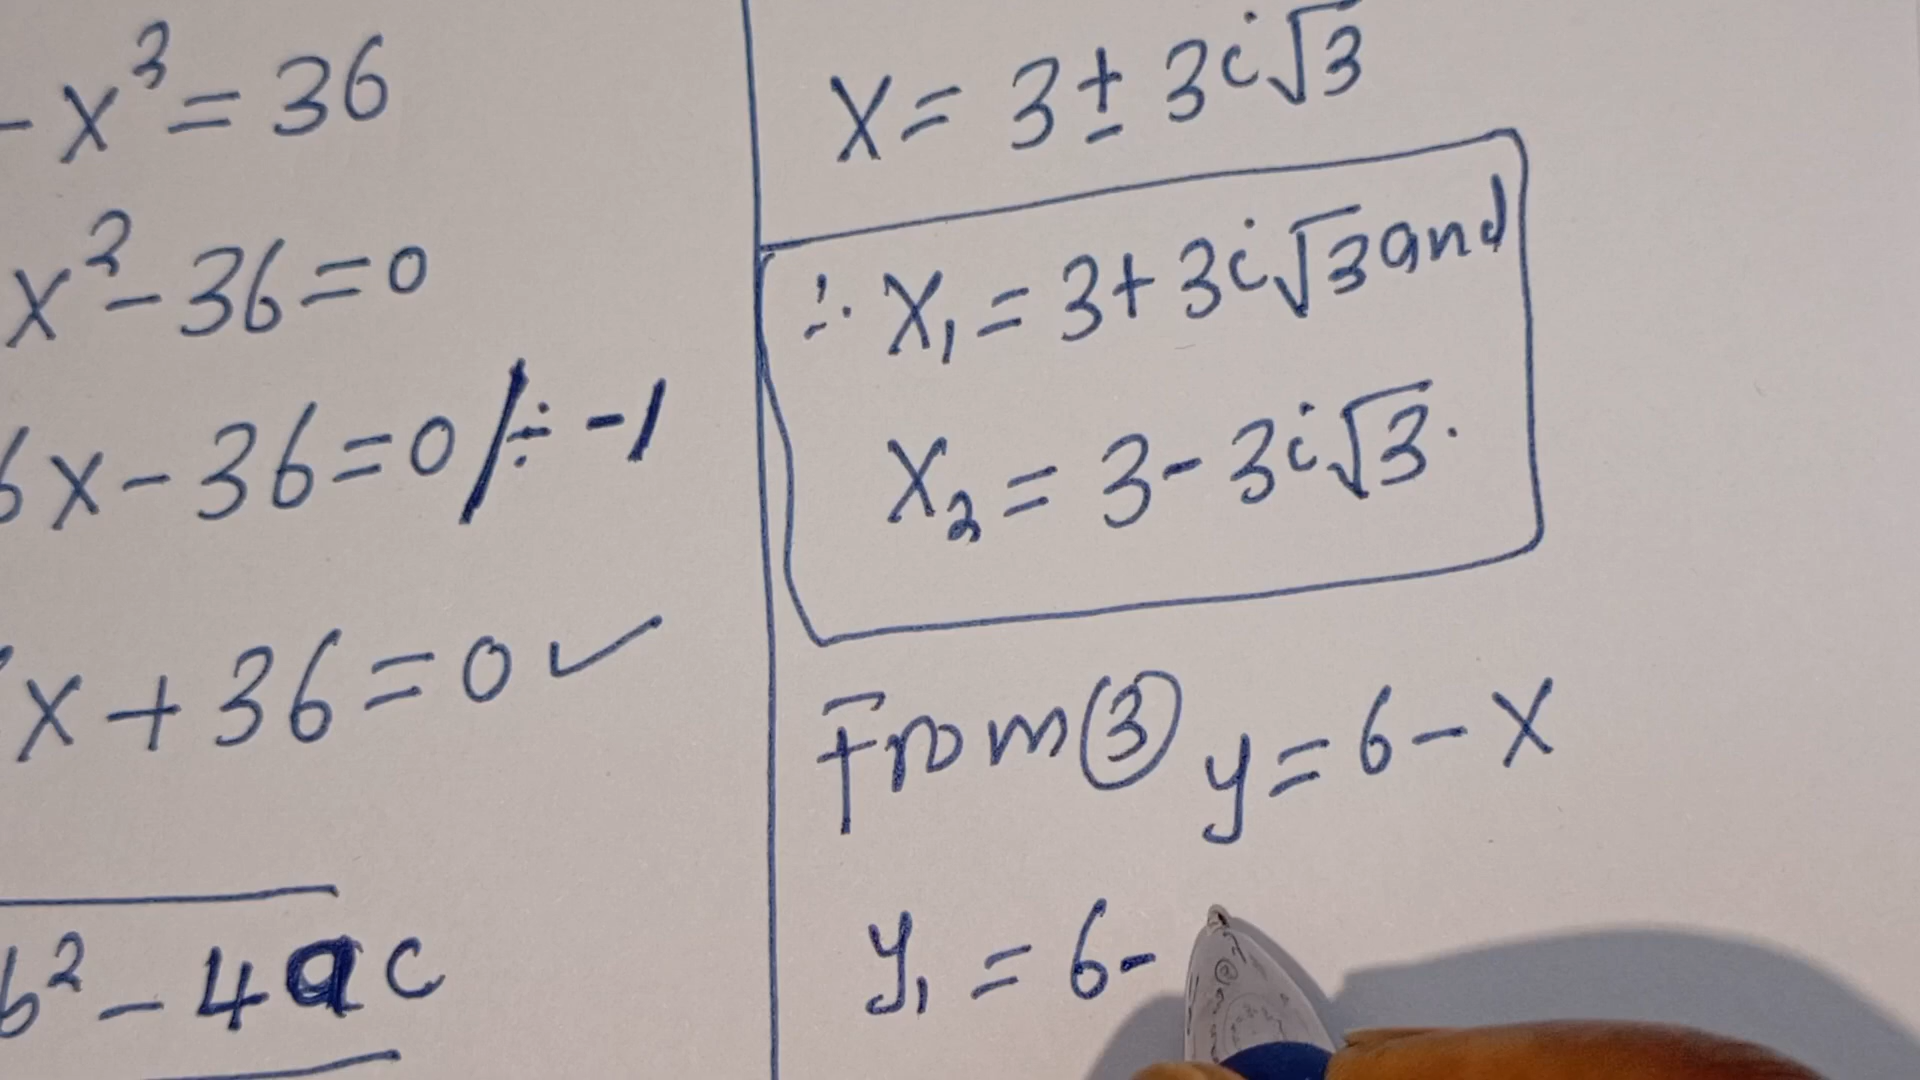 - x³ = 36
x² - 36 = 0
6x - 36 = 0 / ÷ -1
x + 36 = 0 ✓
b² - 4ac
x = 3 ± 3i√3
∴ x₁ = 3 + 3i√3 and
x₂ = 3 - 3i√3.
From ③ y = 6 - x
y₁ = 6 -